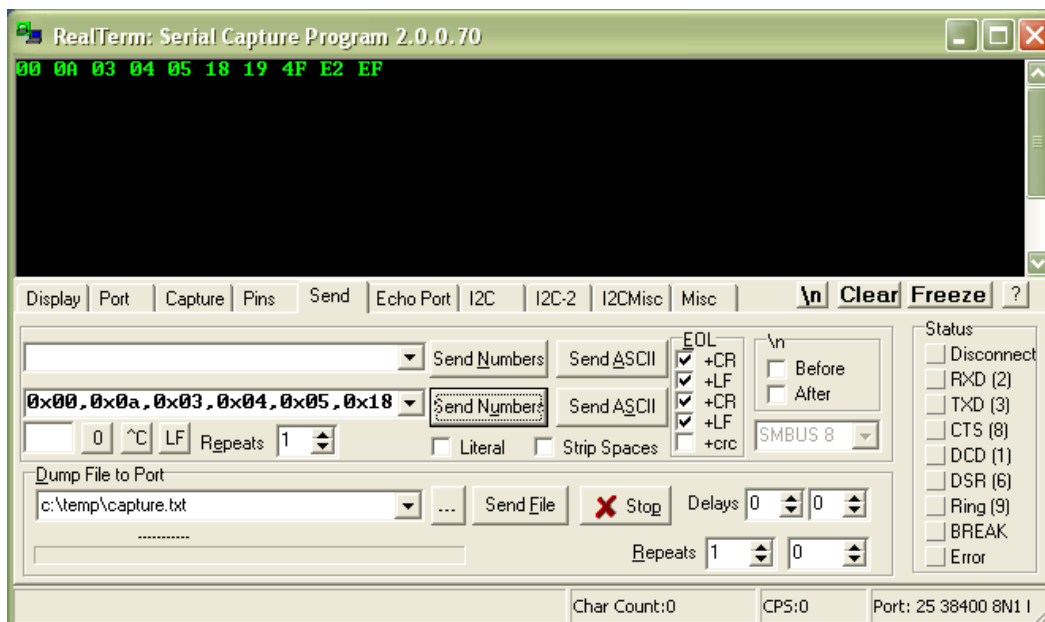 RealTerm: Serial Capture Program 2.0.0.70
00 0A 03 04 05 18 19 4F E2 EF
Display Port Capture Pins Send Echo Port I2C I2C-2 I2CMisc Misc \n Clear Freeze ?
Status
EOL
\n
Send Numbers Send ASCII +CR Before Disconnect
+LF After RXD (2)
0x00,0x0a,0x03,0x04,0x05,0x18 Send Numbers Send ASCII +CR TXD (3)
+LF
0 ^C LF Repeats 1 Literal Strip Spaces +crc SMBUS 8 CTS (8)
DCD (1)
Dump File to Port
c:\temp\capture.txt ... Send File Stop Delays 0 0 DSR (6)
Ring (9)
----------- BREAK
Repeats 1 0 Error
Char Count:0 CPS:0 Port: 25 38400 8N1